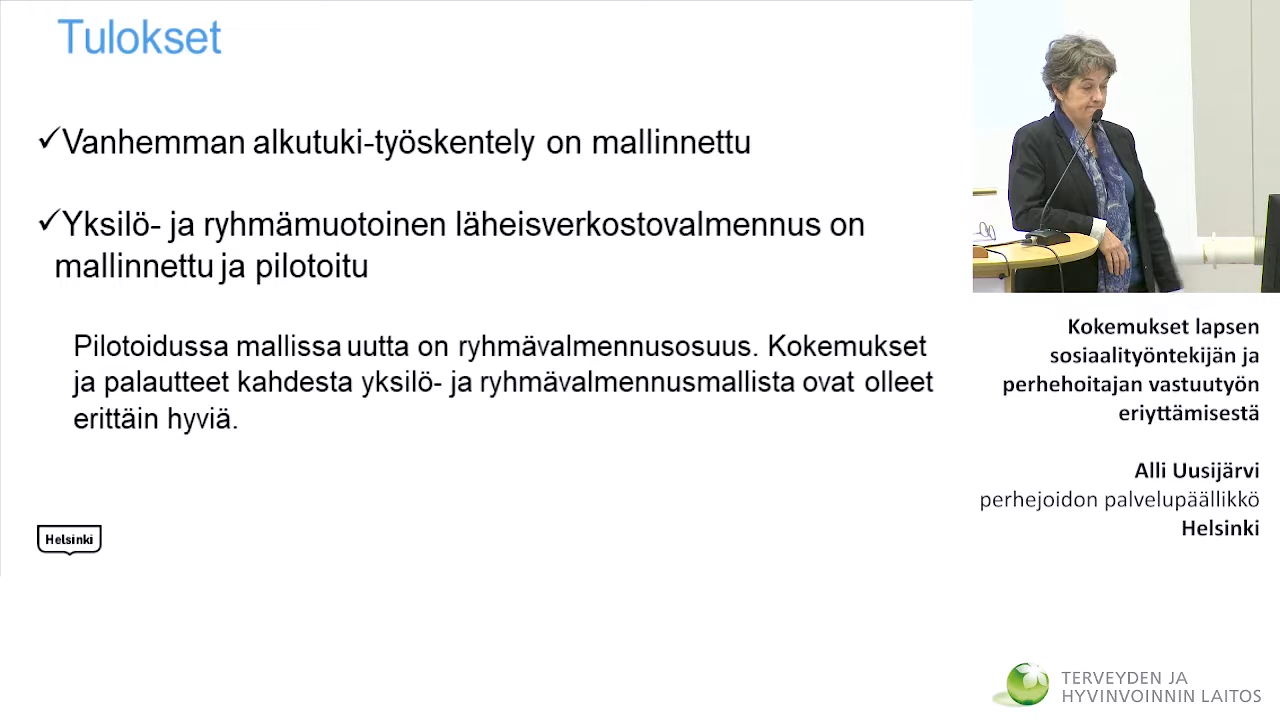 Tulokset
✓Vanhemman alkutuki-työskentely on mallinnettu
✓Yksilö- ja ryhmämuotoinen läheisverkostovalmennus on
mallinnettu ja pilotoitu
Pilotoidussa mallissa uutta on ryhmävalmennusosuus. Kokemukset
ja palautteet kahdesta yksilö- ja ryhmävalmennusmallista ovat olleet
erittäin hyviä.
Helsinki
Kokemukset lapsen
sosiaalityöntekijän ja
perhehoitajan vastuutyön
eriyttämisestä
Alli Uusijärvi
perhejoidon palvelupäällikkö
Helsinki
TERVEYDEN JA
HYVINVOINNIN LAITOS